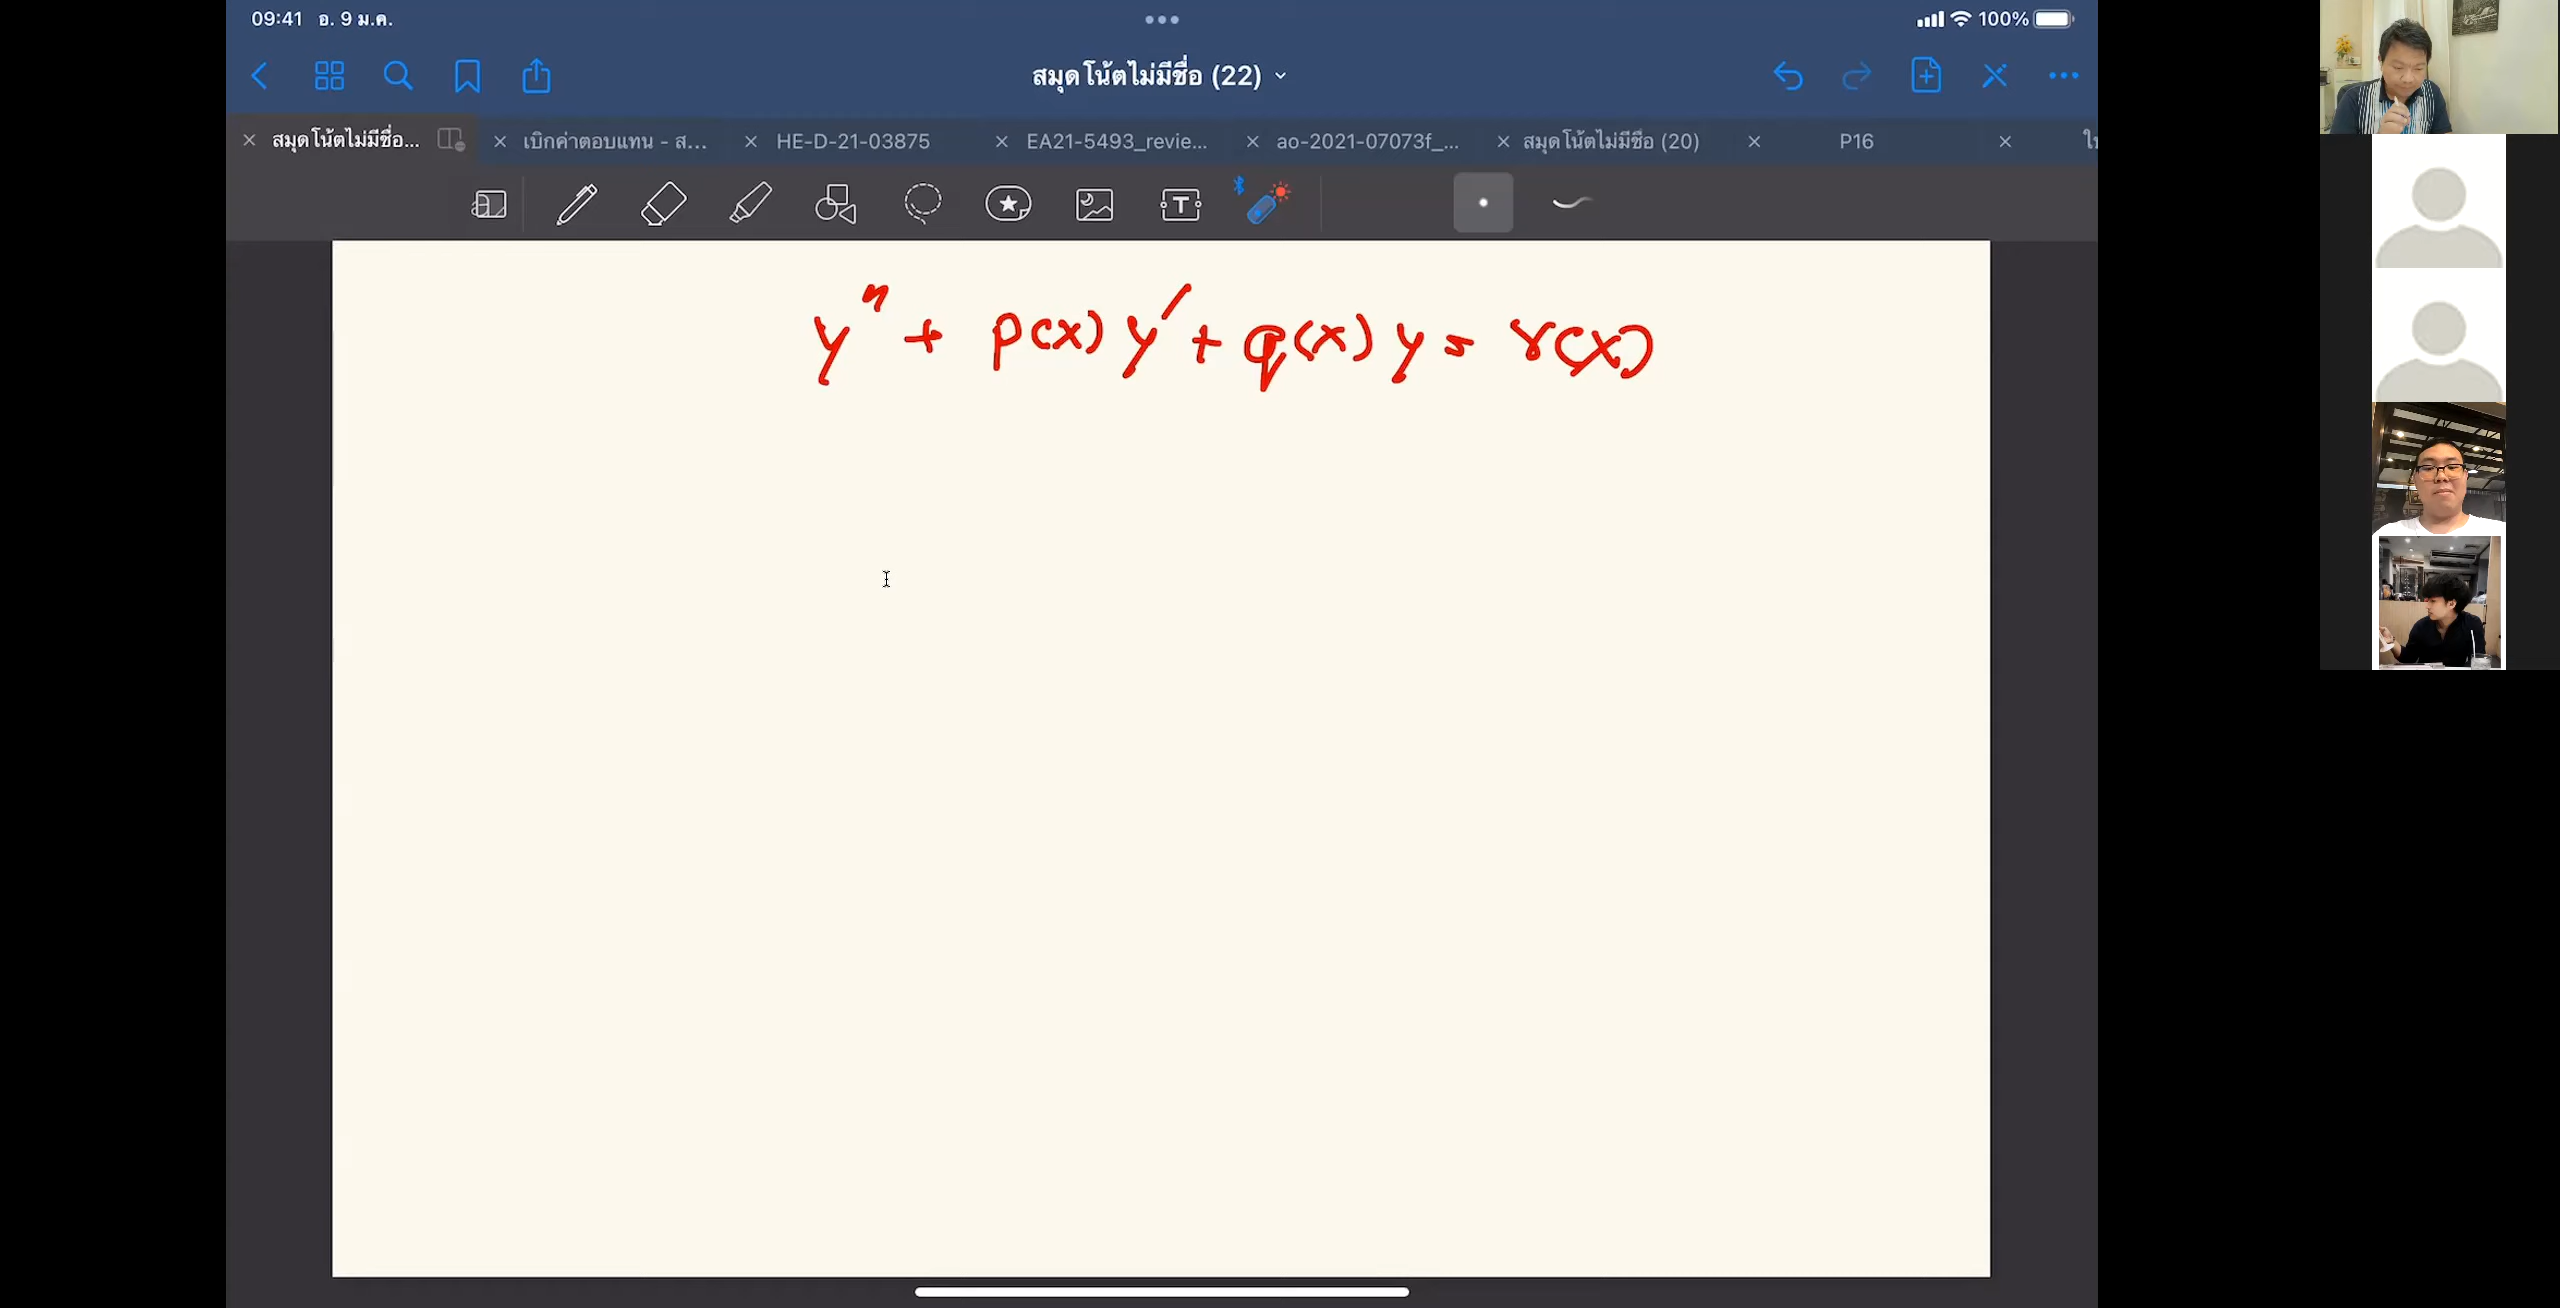 09:41 อ. 9 ม.ค. 100%
สมุดโน้ตไม่มีชื่อ (22)
สมุดโน้ตไม่มีชื่อ... เบิกค่าตอบแทน - ส... HE-D-21-03875 EA21-5493_revie... ao-2021-07073f_... สมุดโน้ตไม่มีชื่อ (20) P16
y" + p(x) y' + q(x) y = r(x)